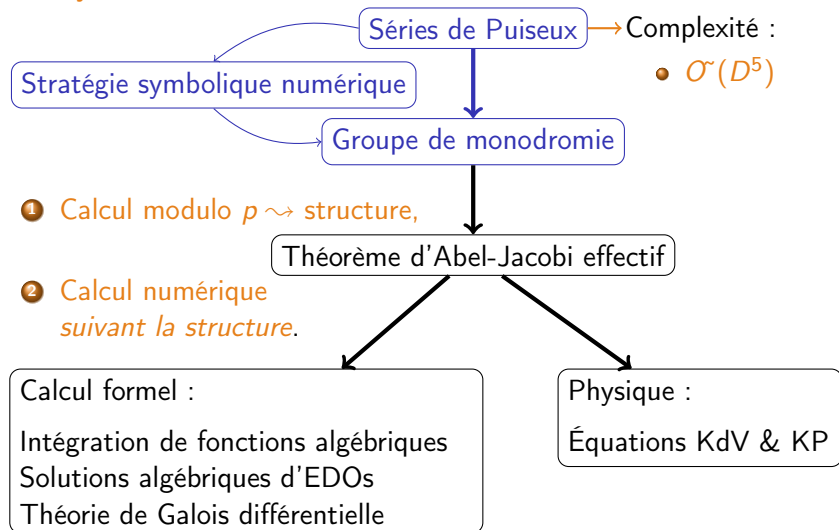 Séries de Puiseux
Complexité :
Stratégie symbolique numérique
• O˜(D⁵)
Groupe de monodromie
1 Calcul modulo p ⇝ structure,
Théorème d'Abel-Jacobi effectif
2 Calcul numérique
suivant la structure.
Calcul formel :
Intégration de fonctions algébriques
Solutions algébriques d'EDOs
Théorie de Galois différentielle
Physique :
Équations KdV & KP